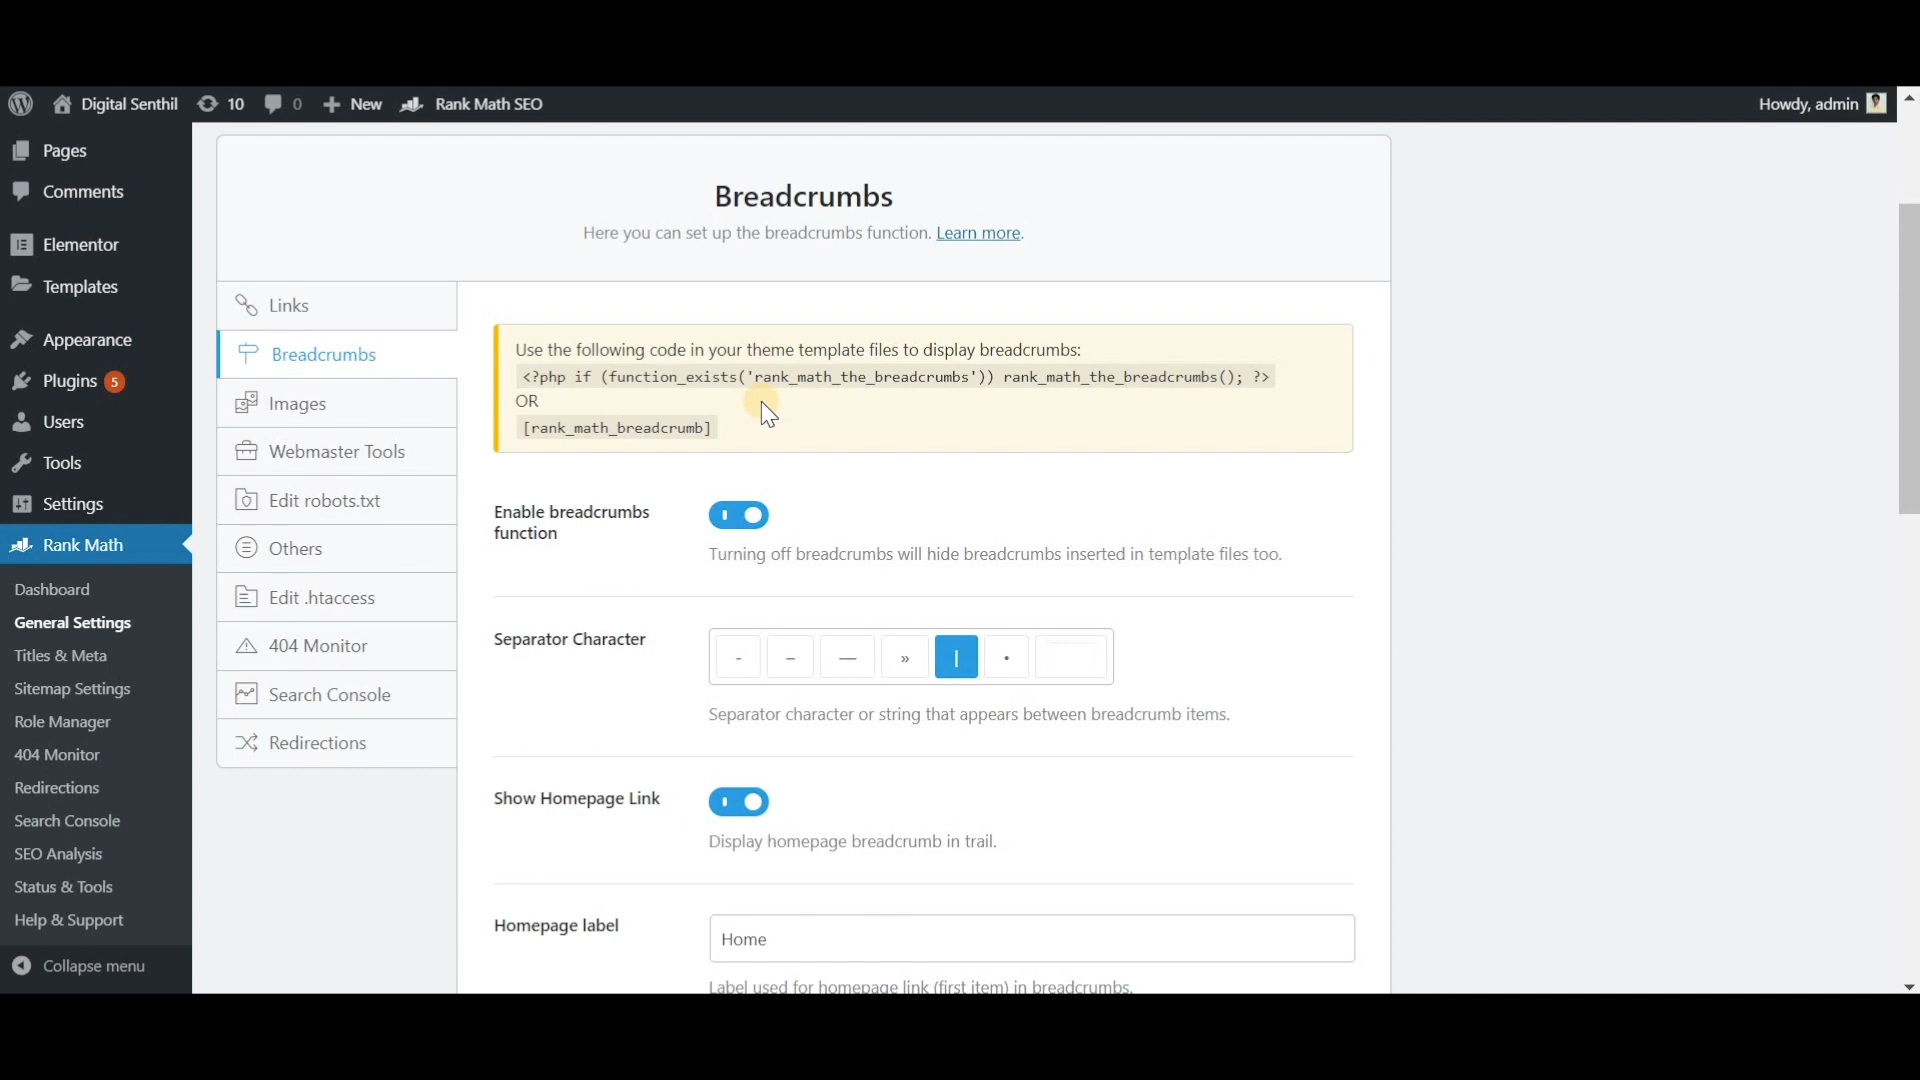 Digital Senthil 10 0 New Rank Math SEO Howdy, admin
Pages
Comments
Elementor
Templates
Appearance
Plugins 5
Users
Tools
Settings
Rank Math
Dashboard
General Settings
Titles & Meta
Sitemap Settings
Role Manager
404 Monitor
Redirections
Search Console
SEO Analysis
Status & Tools
Help & Support
Collapse menu
Breadcrumbs
Here you can set up the breadcrumbs function. Learn more.
Links
Breadcrumbs
Images
Webmaster Tools
Edit robots.txt
Others
Edit .htaccess
404 Monitor
Search Console
Redirections
Use the following code in your theme template files to display breadcrumbs:
<?php if (function_exists('rank_math_the_breadcrumbs')) rank_math_the_breadcrumbs(); ?>
OR
[rank_math_breadcrumb]
Enable breadcrumbs
function
Turning off breadcrumbs will hide breadcrumbs inserted in template files too.
Separator Character
- – — » | •
Separator character or string that appears between breadcrumb items.
Show Homepage Link
Display homepage breadcrumb in trail.
Homepage label
Home
Label used for homepage link (first item) in breadcrumbs.